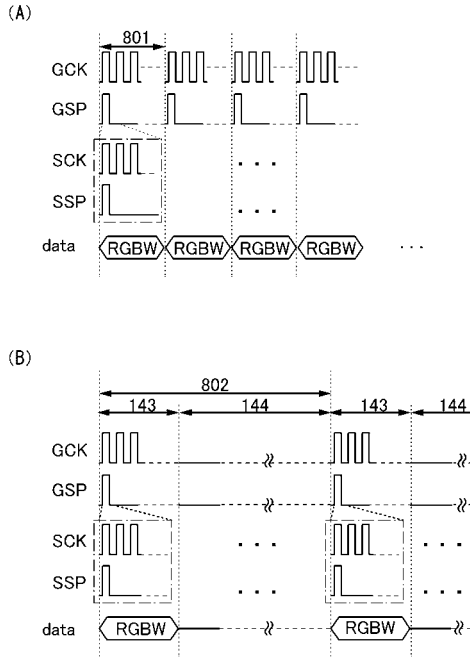 (A)
801
GCK
GSP
SCK
. . .
SSP
. . .
data RGBW RGBW RGBW RGBW . . .
(B)
802
143 144 143 144
GCK
GSP
SCK
. . . . . .
SSP
. . . . . .
data RGBW RGBW